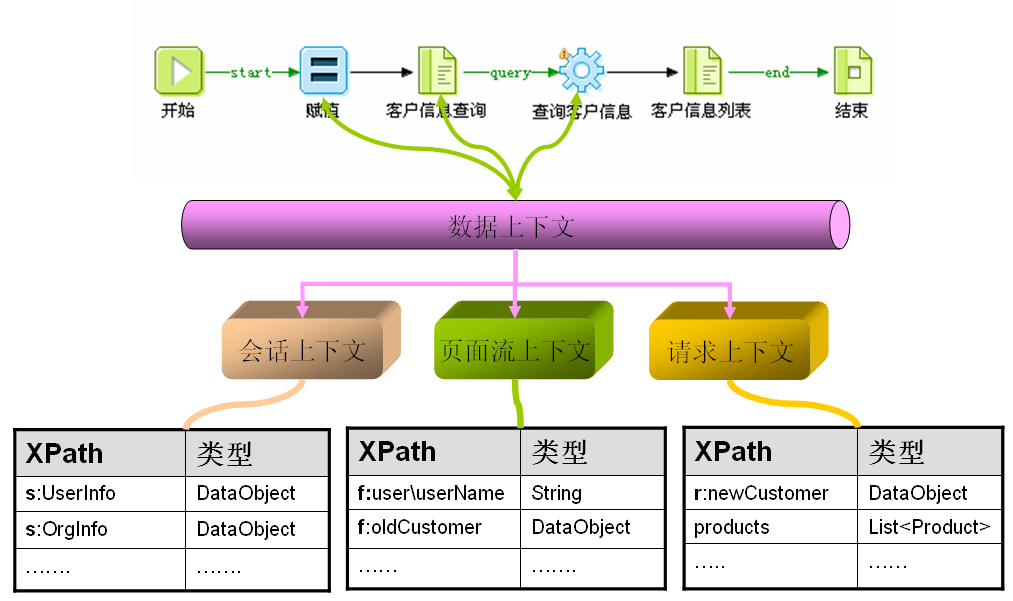 start
query
end
开始
赋值
客户信息查询
查询客户信息
客户信息列表
结束
数据上下文
会话上下文
页面流上下文
请求上下文
XPath 类型
s:UserInfo DataObject
s:OrgInfo DataObject
....... .......
XPath 类型
f:user\userName String
f:oldCustomer DataObject
...... .......
XPath 类型
r:newCustomer DataObject
products List<Product>
..... ......